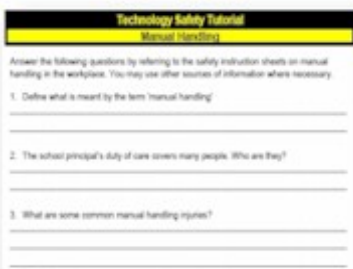 Technology Safety Tutorial
Manual Handling
Answer the following questions by referring to the safety instruction sheets on manual
handling in the workplace. You may use other sources of information where necessary.
1. Define what is meant by the term 'manual handling'
2. The school principal's duty of care covers many people. Who are they?
3. What are some common manual handling injuries?